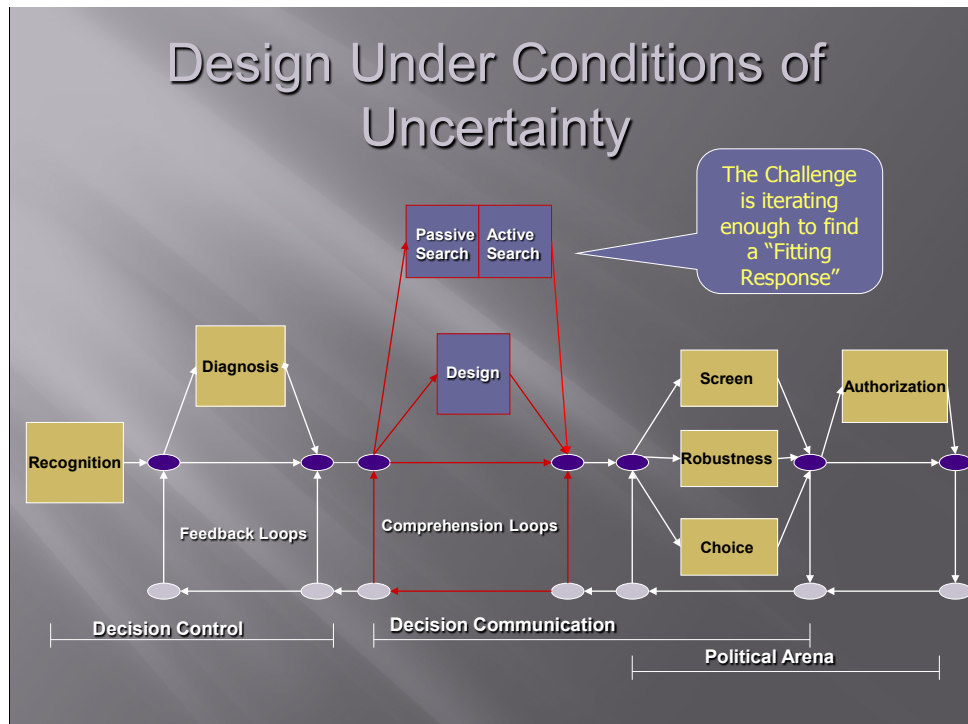 Design Under Conditions of
Uncertainty
The Challenge
is iterating
enough to find
a “Fitting
Response”
Passive
Search
Active
Search
Diagnosis
Design
Screen
Authorization
Recognition
Robustness
Feedback Loops
Comprehension Loops
Choice
Decision Control
Decision Communication
Political Arena